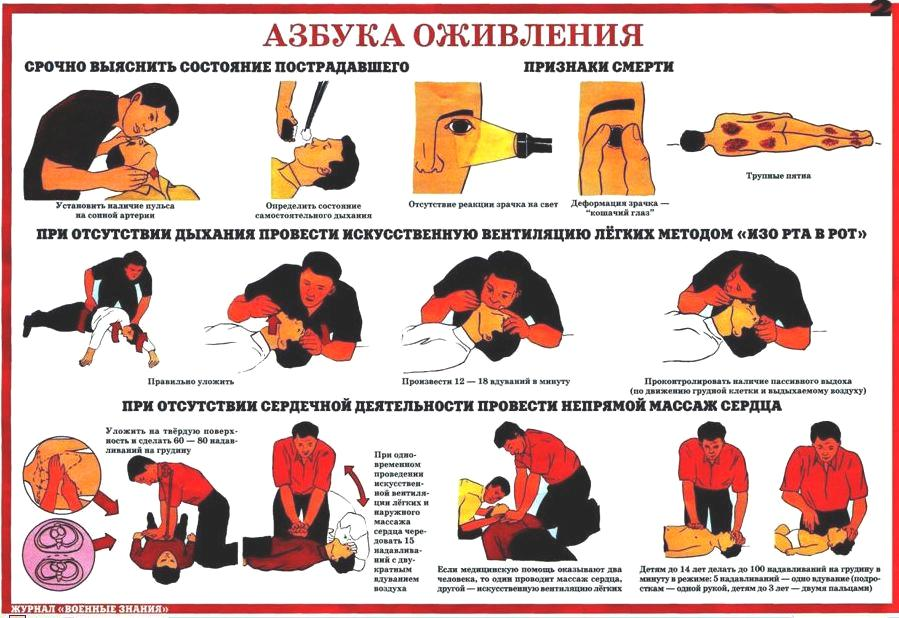 2
АЗБУКА ОЖИВЛЕНИЯ
СРОЧНО ВЫЯСНИТЬ СОСТОЯНИЕ ПОСТРАДАВШЕГО
ПРИЗНАКИ СМЕРТИ
Установить наличие пульса
на сонной артерии
Определить состояние
самостоятельного дыхания
Отсутствие реакции зрачка на свет
Деформация зрачка —
“кошачий глаз”
Трупные пятна
ПРИ ОТСУТСТВИИ ДЫХАНИЯ ПРОВЕСТИ ИСКУССТВЕННУЮ ВЕНТИЛЯЦИЮ ЛЁГКИХ МЕТОДОМ «ИЗО РТА В РОТ»
Правильно уложить
Произвести 12 — 18 вдуваний в минуту
Проконтролировать наличие пассивного выдоха
(по движению грудной клетки и выдыхаемому воздуху)
ПРИ ОТСУТСТВИИ СЕРДЕЧНОЙ ДЕЯТЕЛЬНОСТИ ПРОВЕСТИ НЕПРЯМОЙ МАССАЖ СЕРДЦА
Уложить на твёрдую поверх-
ность и сделать 60 — 80 надав-
ливаний на грудину
При одно-
временном
проведении
искусствен-
ной вентиля-
ции лёгких и
наружного
массажа
сердца чере-
довать 15
надавлива-
ний с дву-
кратным
вдуванием
воздуха
Если медицинскую помощь оказывают два
человека, то один проводит массаж сердца,
другой — искусственную вентиляцию лёгких
Детям до 14 лет делать до 100 надавливаний на грудину в
минуту в режиме: 5 надавливаний — одно вдувание (подро-
сткам — одной рукой, детям до 3 лет — двумя пальцами)
ЖУРНАЛ «ВОЕННЫЕ ЗНАНИЯ»